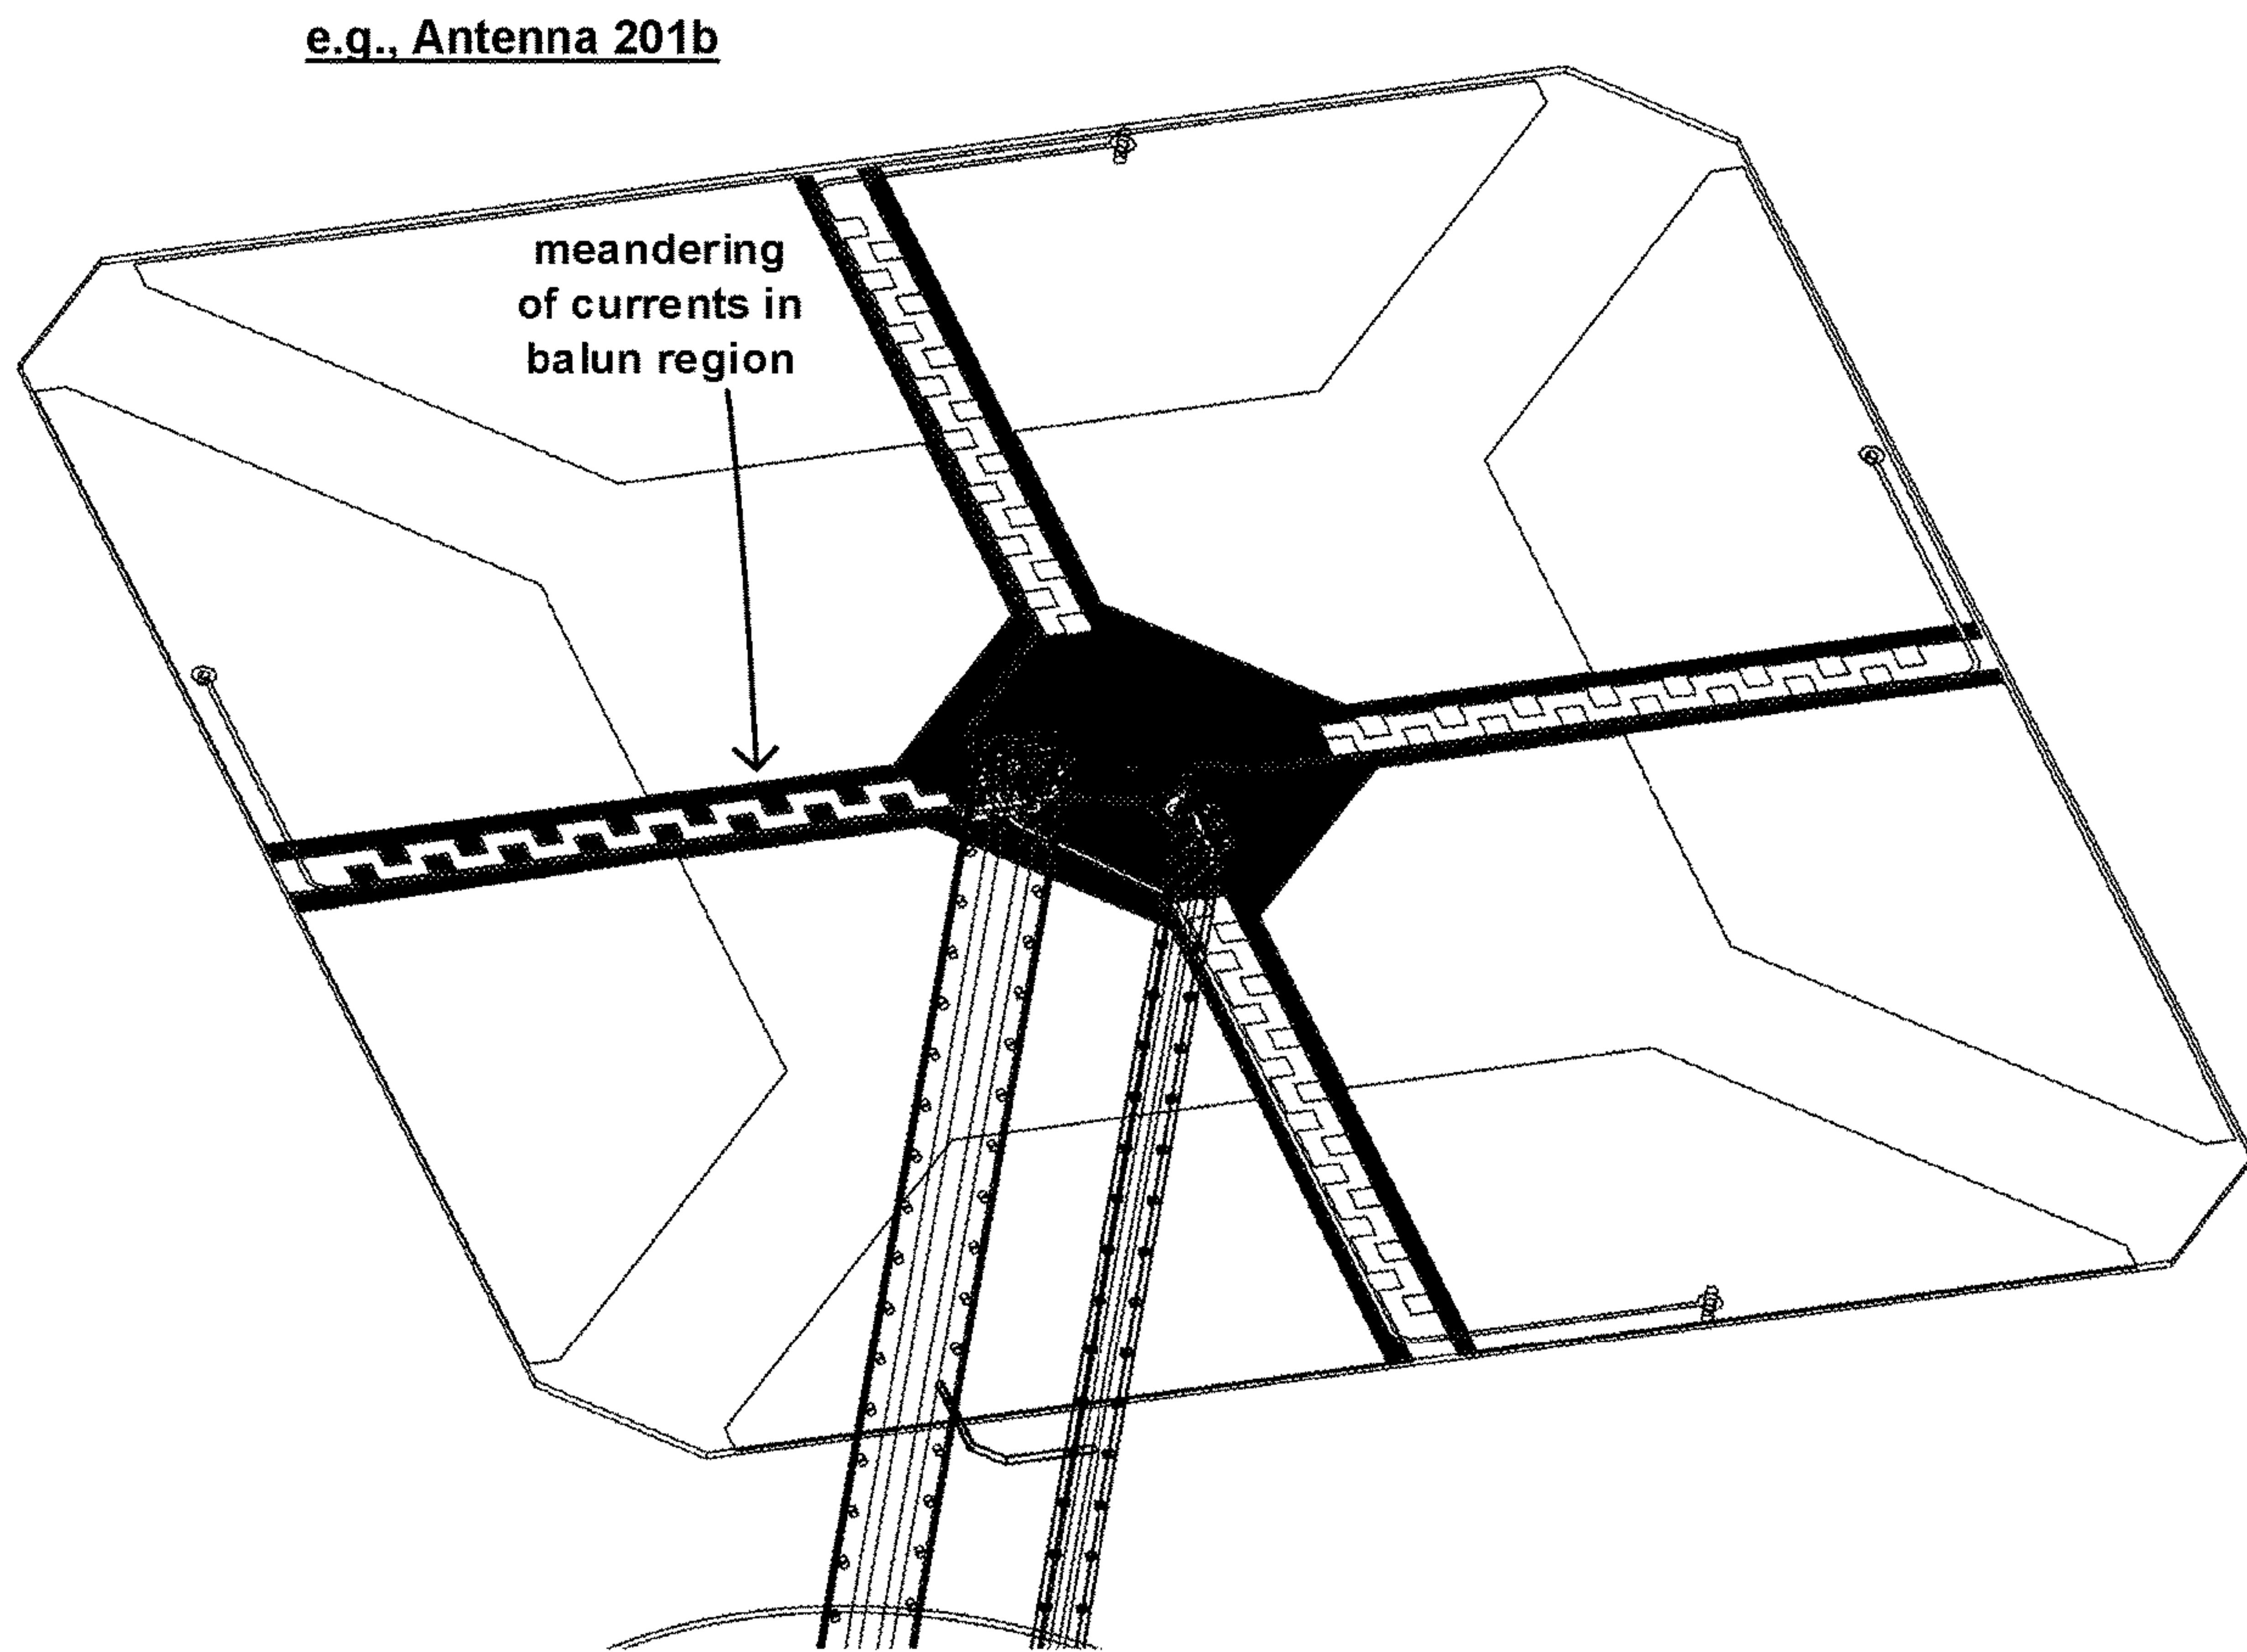 e.g., Antenna 201b
meandering
of currents in
balun region